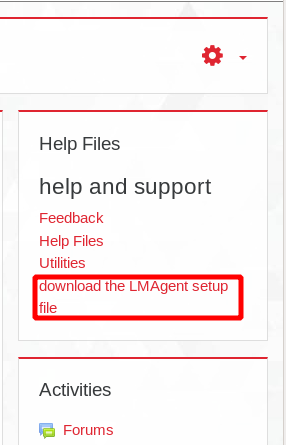 Help Files
help and support
Feedback
Help Files
Utilities
download the LMAgent setup
file
Activities
Forums